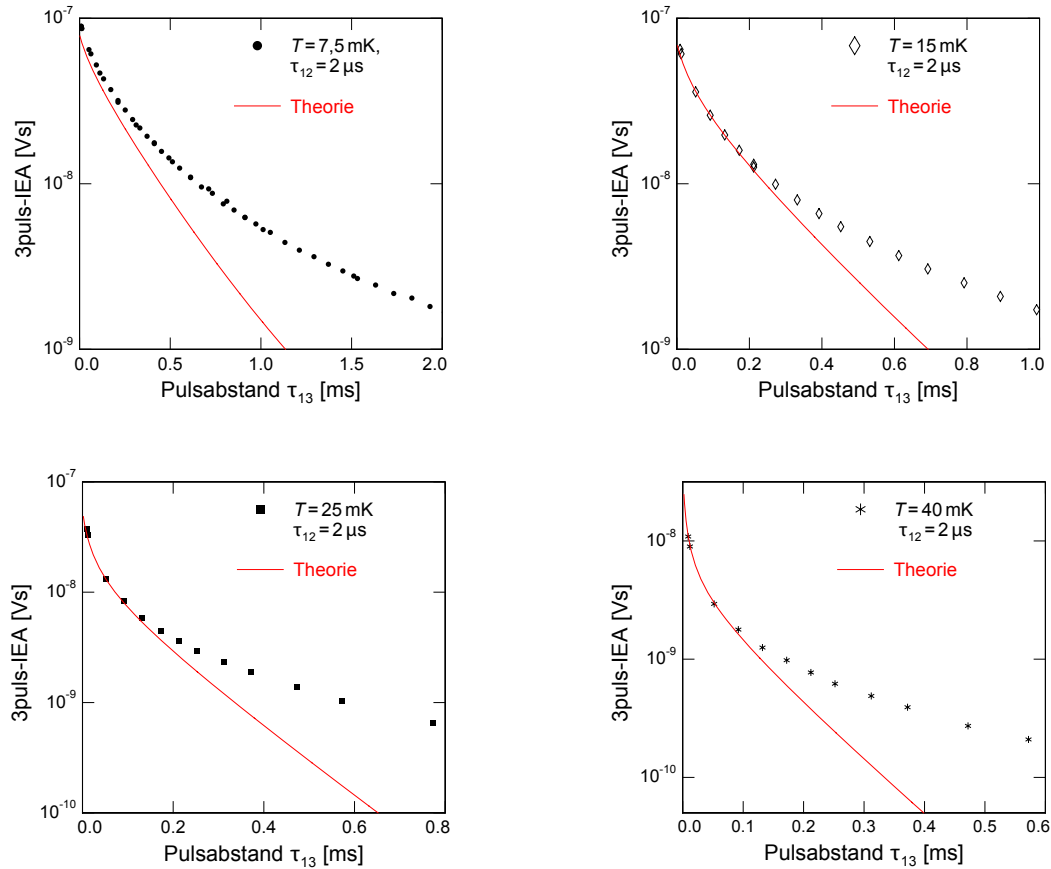 10⁻⁷
10⁻⁸
10⁻⁹
3puls-IEA [Vs]
T = 7,5 mK,
τ₁₂ = 2 µs
Theorie
0.0 0.5 1.0 1.5 2.0
Pulsabstand τ₁₃ [ms]
10⁻⁷
10⁻⁸
10⁻⁹
3puls-IEA [Vs]
T = 15 mK
τ₁₂ = 2 µs
Theorie
0.0 0.2 0.4 0.6 0.8 1.0
Pulsabstand τ₁₃ [ms]
10⁻⁷
10⁻⁸
10⁻⁹
10⁻¹⁰
3puls-IEA [Vs]
T = 25 mK
τ₁₂ = 2 µs
Theorie
0.0 0.2 0.4 0.6 0.8
Pulsabstand τ₁₃ [ms]
10⁻⁸
10⁻⁹
10⁻¹⁰
3puls-IEA [Vs]
T = 40 mK
τ₁₂ = 2 µs
Theorie
0.0 0.1 0.2 0.3 0.4 0.5 0.6
Pulsabstand τ₁₃ [ms]